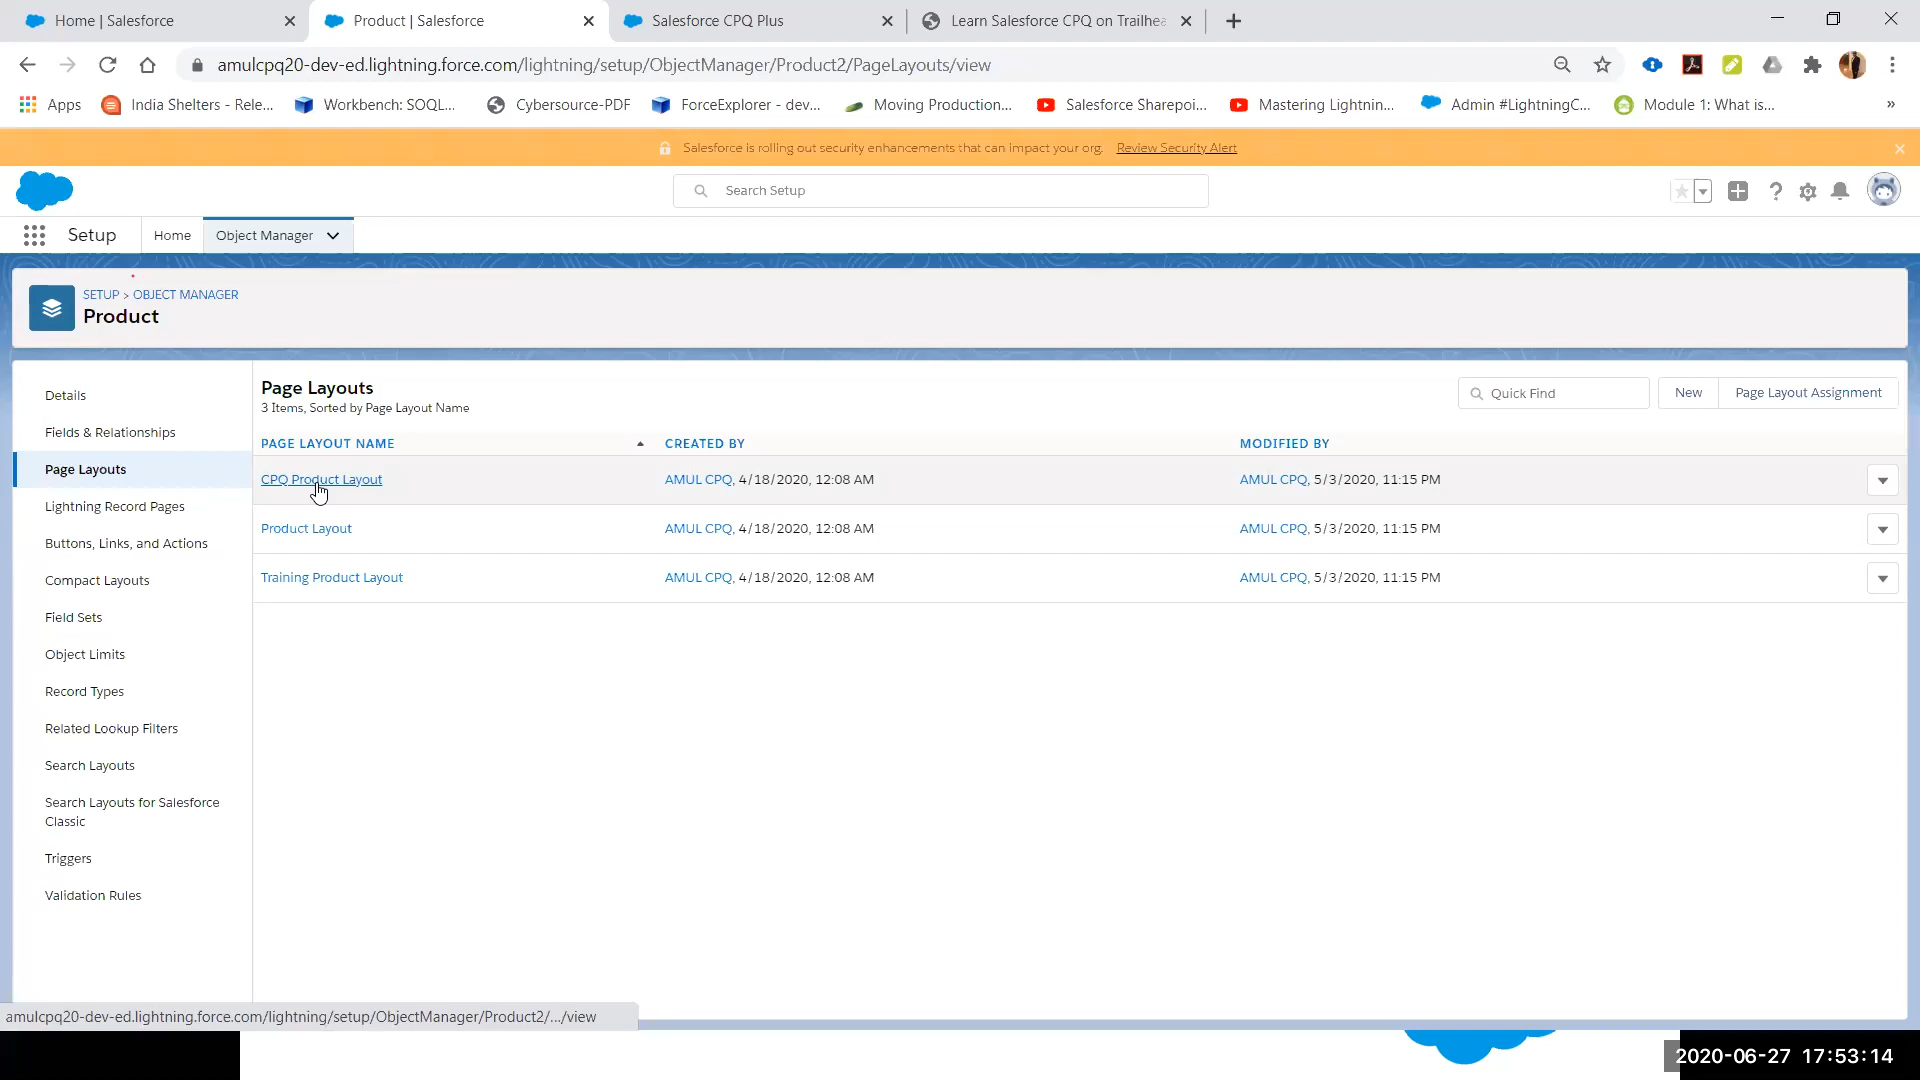 Home | Salesforce
Product | Salesforce
Salesforce CPQ Plus
Learn Salesforce CPQ on Trailhea
amulcpq20-dev-ed.lightning.force.com/lightning/setup/ObjectManager/Product2/PageLayouts/view
Apps
India Shelters - Rele...
Workbench: SOQL...
Cybersource-PDF
ForceExplorer - dev...
Moving Production...
Salesforce Sharepoi...
Mastering Lightnin...
Admin #LightningC...
Module 1: What is...
»
Salesforce is rolling out security enhancements that can impact your org. Review Security Alert
Search Setup
Setup
Home
Object Manager
SETUP > OBJECT MANAGER
Product
Details
Fields & Relationships
Page Layouts
Lightning Record Pages
Buttons, Links, and Actions
Compact Layouts
Field Sets
Object Limits
Record Types
Related Lookup Filters
Search Layouts
Search Layouts for Salesforce
Classic
Triggers
Validation Rules
Page Layouts
3 Items, Sorted by Page Layout Name
Quick Find
New
Page Layout Assignment
PAGE LAYOUT NAME CREATED BY MODIFIED BY
CPQ Product Layout AMUL CPQ, 4/18/2020, 12:08 AM AMUL CPQ, 5/3/2020, 11:15 PM
Product Layout AMUL CPQ, 4/18/2020, 12:08 AM AMUL CPQ, 5/3/2020, 11:15 PM
Training Product Layout AMUL CPQ, 4/18/2020, 12:08 AM AMUL CPQ, 5/3/2020, 11:15 PM
amulcpq20-dev-ed.lightning.force.com/lightning/setup/ObjectManager/Product2/.../view
2020-06-27 17:53:14